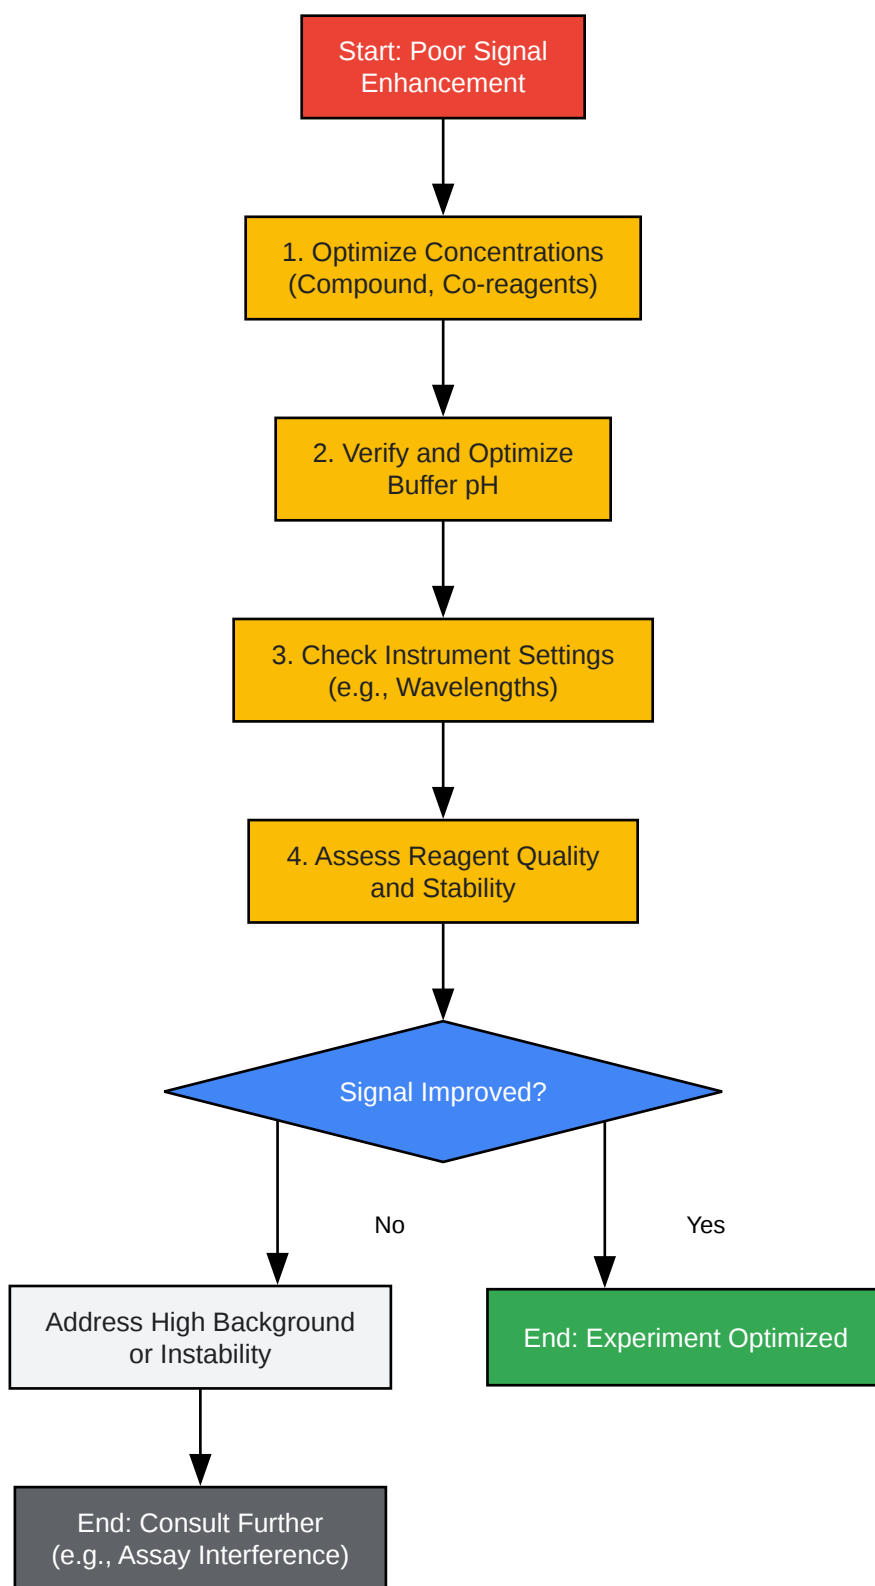 Start: Poor Signal
Enhancement
1. Optimize Concentrations
(Compound, Co-reagents)
2. Verify and Optimize
Buffer pH
3. Check Instrument Settings
(e.g., Wavelengths)
4. Assess Reagent Quality
and Stability
Signal Improved?
No
Yes
Address High Background
or Instability
End: Experiment Optimized
End: Consult Further
(e.g., Assay Interference)